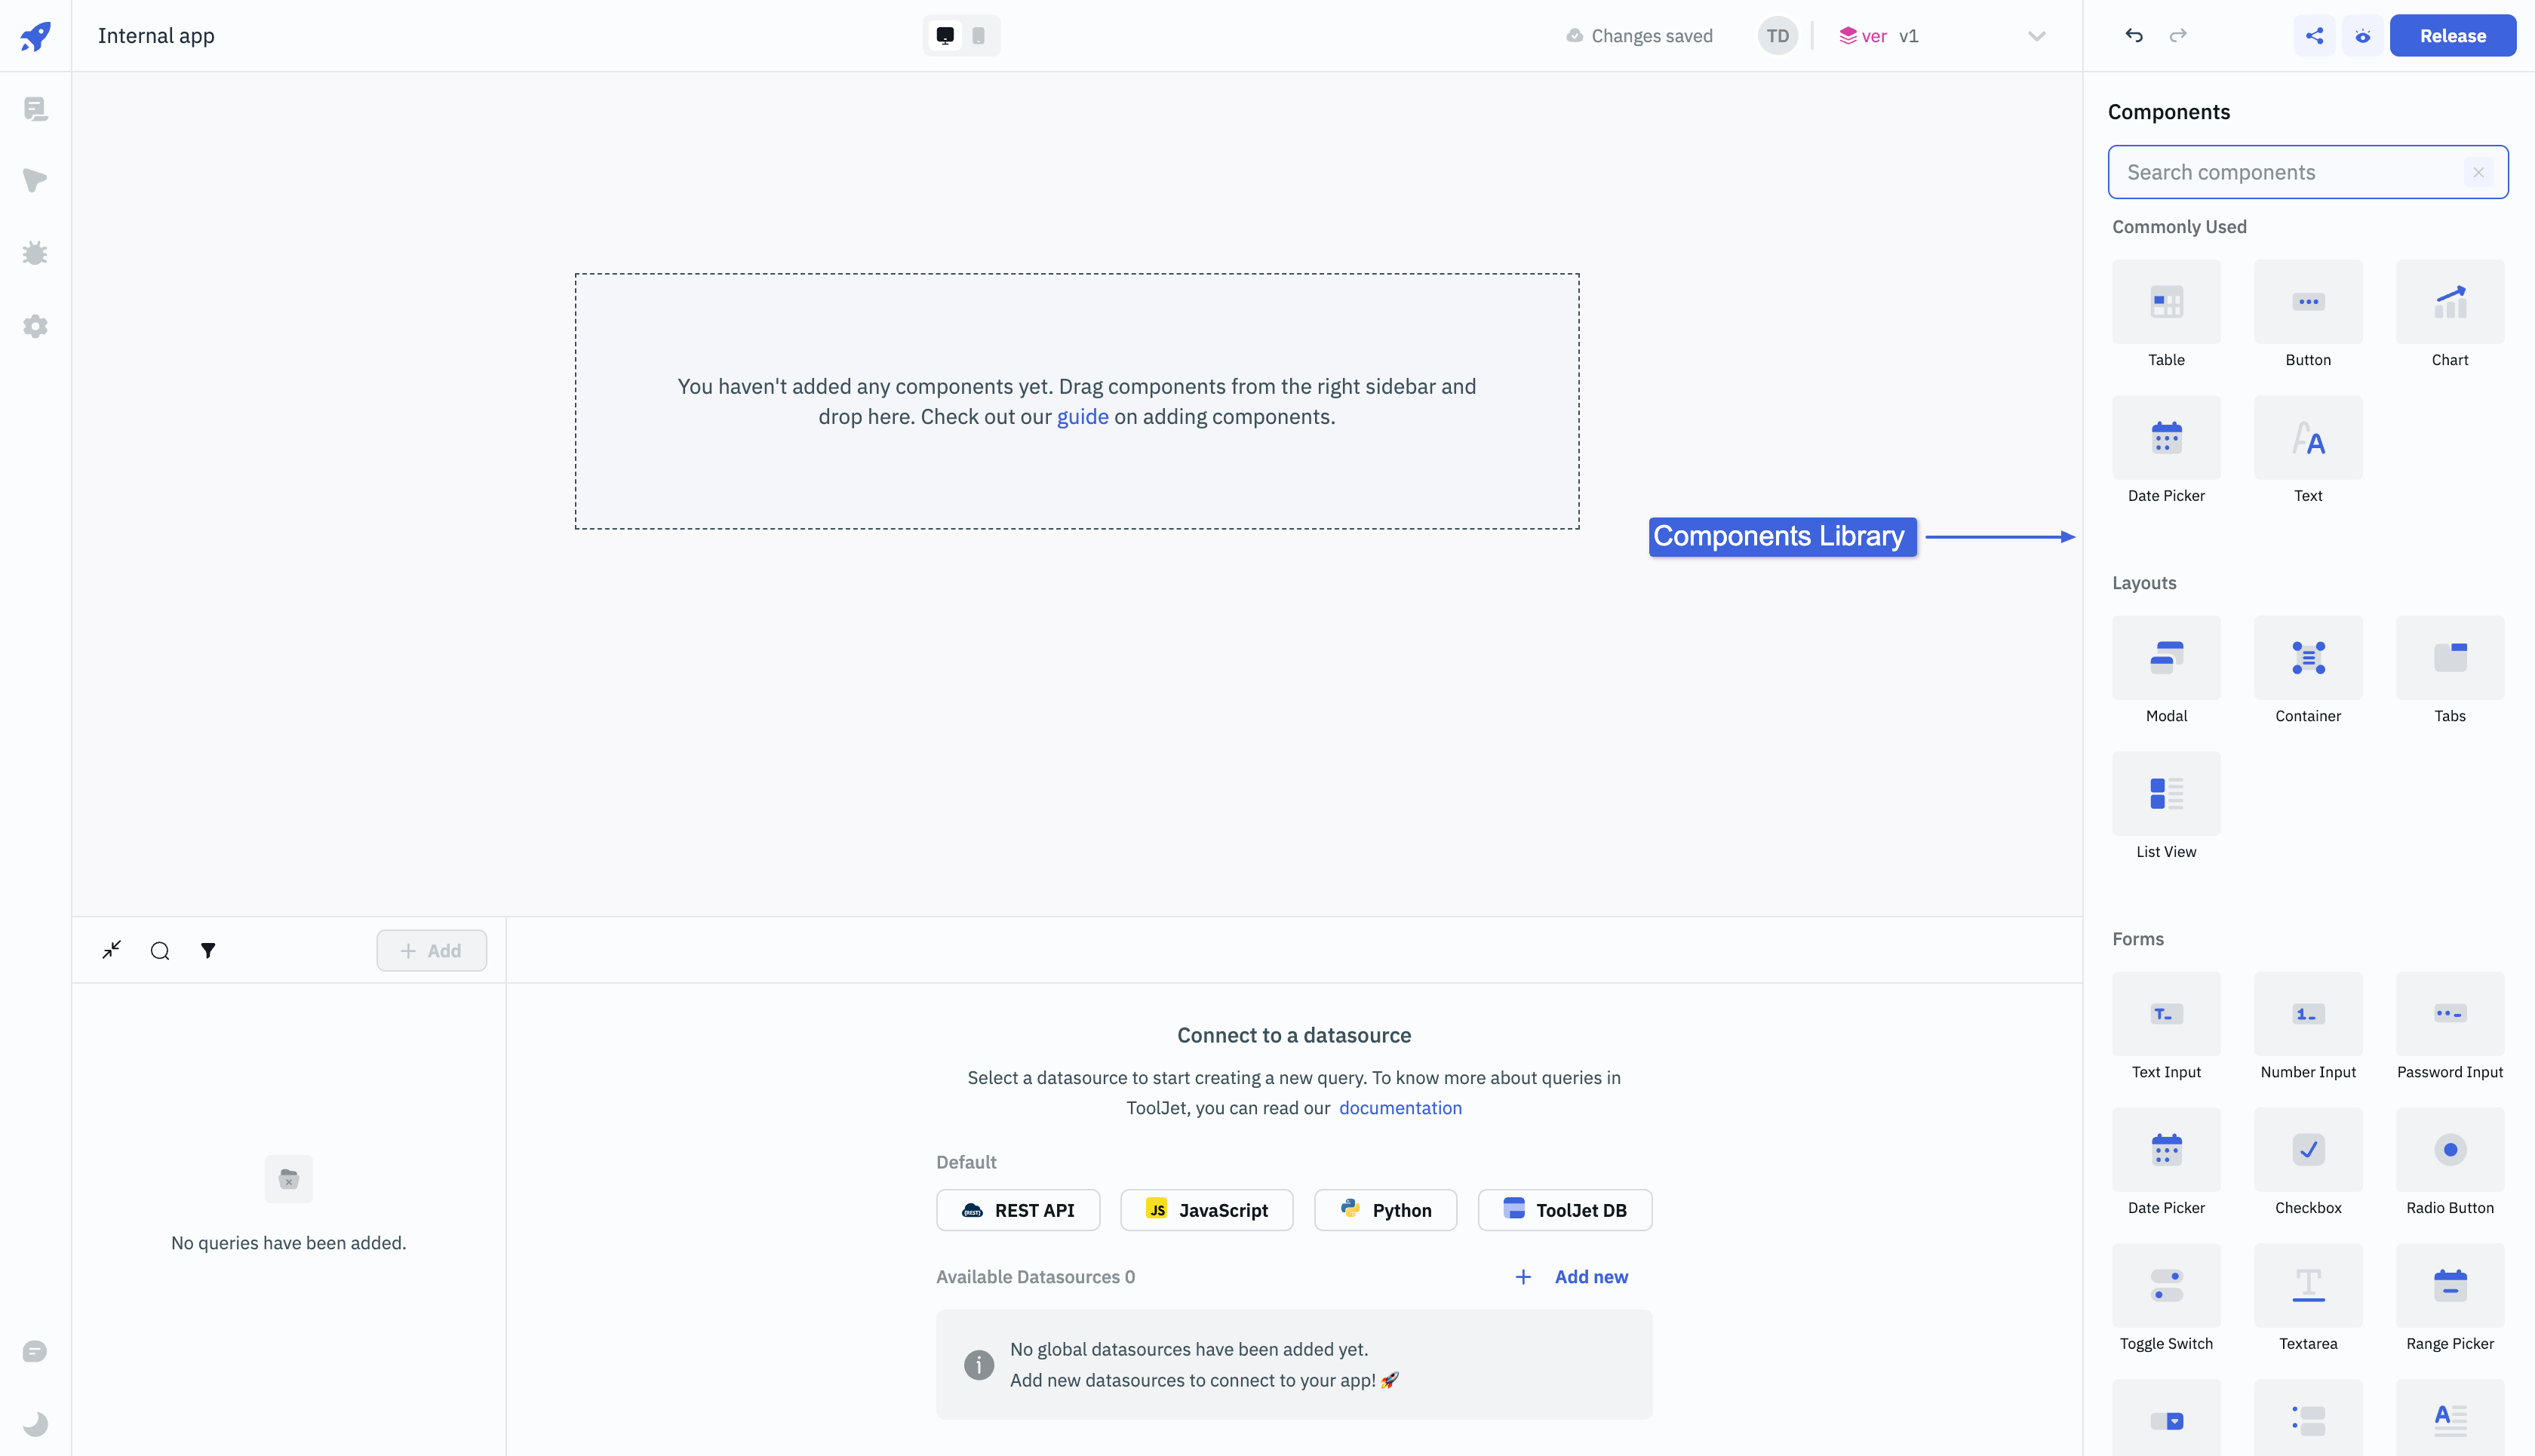 Internal app
Changes saved
TD
ver v1
Release
Components
Search components
Commonly Used
Table
Button
Chart
Date Picker
Text
You haven't added any components yet. Drag components from the right sidebar and
drop here. Check out our guide on adding components.
Components Library
Layouts
Modal
Container
Tabs
List View
Forms
Text Input
Number Input
Password Input
Date Picker
Checkbox
Radio Button
Toggle Switch
Textarea
Range Picker
+ Add
No queries have been added.
Connect to a datasource
Select a datasource to start creating a new query. To know more about queries in
ToolJet, you can read our documentation
Default
REST API
JS JavaScript
Python
ToolJet DB
Available Datasources 0
+ Add new
No global datasources have been added yet.
Add new datasources to connect to your app! 🚀